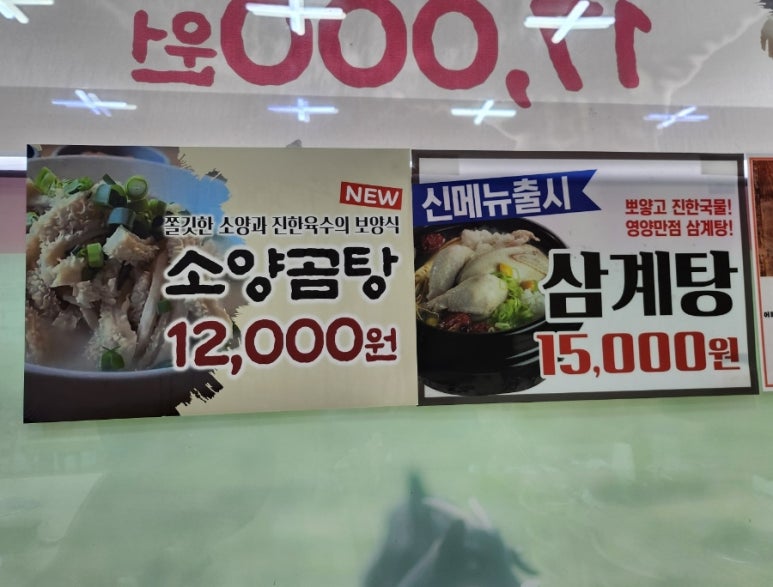 17,000원
NEW
쫄깃한 소양과 진한육수의 보양식
소양곰탕
12,000원
신메뉴출시
뽀얗고 진한국물!
영양만점 삼계탕!
삼계탕
15,000원